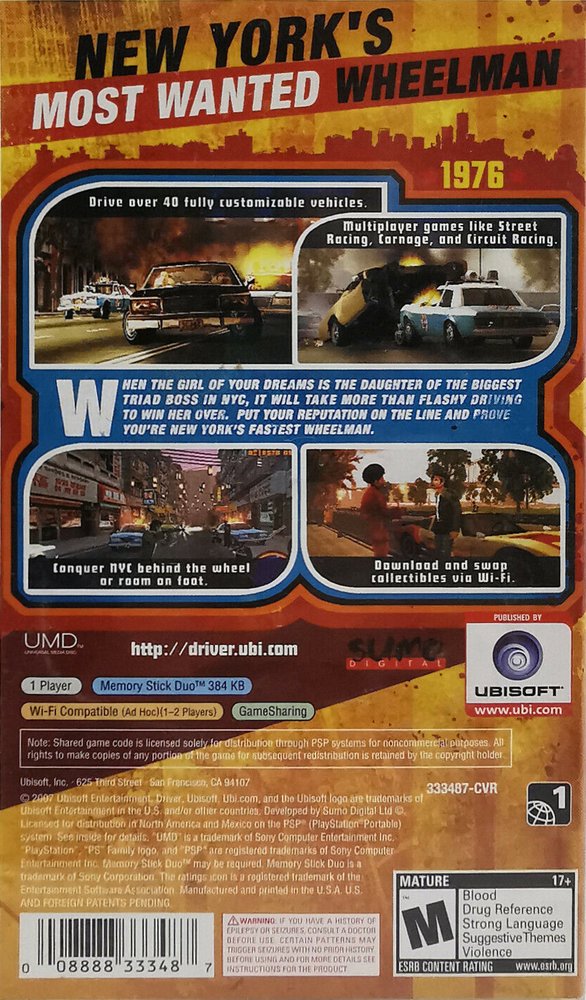 NEW YORK'S
MOST WANTED WHEELMAN
1976
Drive over 40 fully customizable vehicles.
Multiplayer games like Street
Racing, Carnage, and Circuit Racing.
WHEN THE GIRL OF YOUR DREAMS IS THE DAUGHTER OF THE BIGGEST
TRIAD BOSS IN NYC, IT WILL TAKE MORE THAN FLASHY DRIVING
TO WIN HER OVER. PUT YOUR REPUTATION ON THE LINE AND PROVE
YOU'RE NEW YORK'S FASTEST WHEELMAN.
Conquer NYC behind the wheel
or roam on foot.
Download and swap
collectibles via Wi-Fi.
UMD™
UNIVERSAL MEDIA DISC
http://driver.ubi.com
SUMO
DIGITAL
PUBLISHED BY
UBISOFT
www.ubi.com
1 Player
Memory Stick Duo™ 384 KB
Wi-Fi Compatible (Ad Hoc)(1-2 Players)
GameSharing
Note: Shared game code is licensed solely for distribution through PSP systems for noncommercial purposes. All
rights to make copies of any portion of the game for subsequent redistribution is retained by the copyright holder.
Ubisoft, Inc. · 625 Third Street · San Francisco, CA 94107
333487-CVR
© 2007 Ubisoft Entertainment. Driver, Ubisoft, Ubi.com, and the Ubisoft logo are trademarks of
Ubisoft Entertainment in the U.S. and/or other countries. Developed by Sumo Digital Ltd ©.
Licensed for distribution in North America and Mexico on the PSP® (PlayStation®Portable)
system. See inside for details. "UMD" is a trademark of Sony Computer Entertainment Inc.
"PlayStation", "PS" Family logo, and "PSP" are registered trademarks of Sony Computer
Entertainment Inc. Memory Stick Duo™ may be required. Memory Stick Duo is a
trademark of Sony Corporation. The ratings icon is a registered trademark of the
Entertainment Software Association. Manufactured and printed in the U.S.A. U.S.
AND FOREIGN PATENTS PENDING.
1
MATURE 17+
M
Blood
Drug Reference
Strong Language
Suggestive Themes
Violence
ESRB CONTENT RATING www.esrb.org
⚠WARNING: IF YOU HAVE A HISTORY OF
EPILEPSY OR SEIZURES, CONSULT A DOCTOR
BEFORE USE. CERTAIN PATTERNS MAY
TRIGGER SEIZURES WITH NO PRIOR HISTORY.
BEFORE USING AND FOR MORE DETAILS SEE
INSTRUCTIONS FOR THE PRODUCT.
0 08888 33348 7